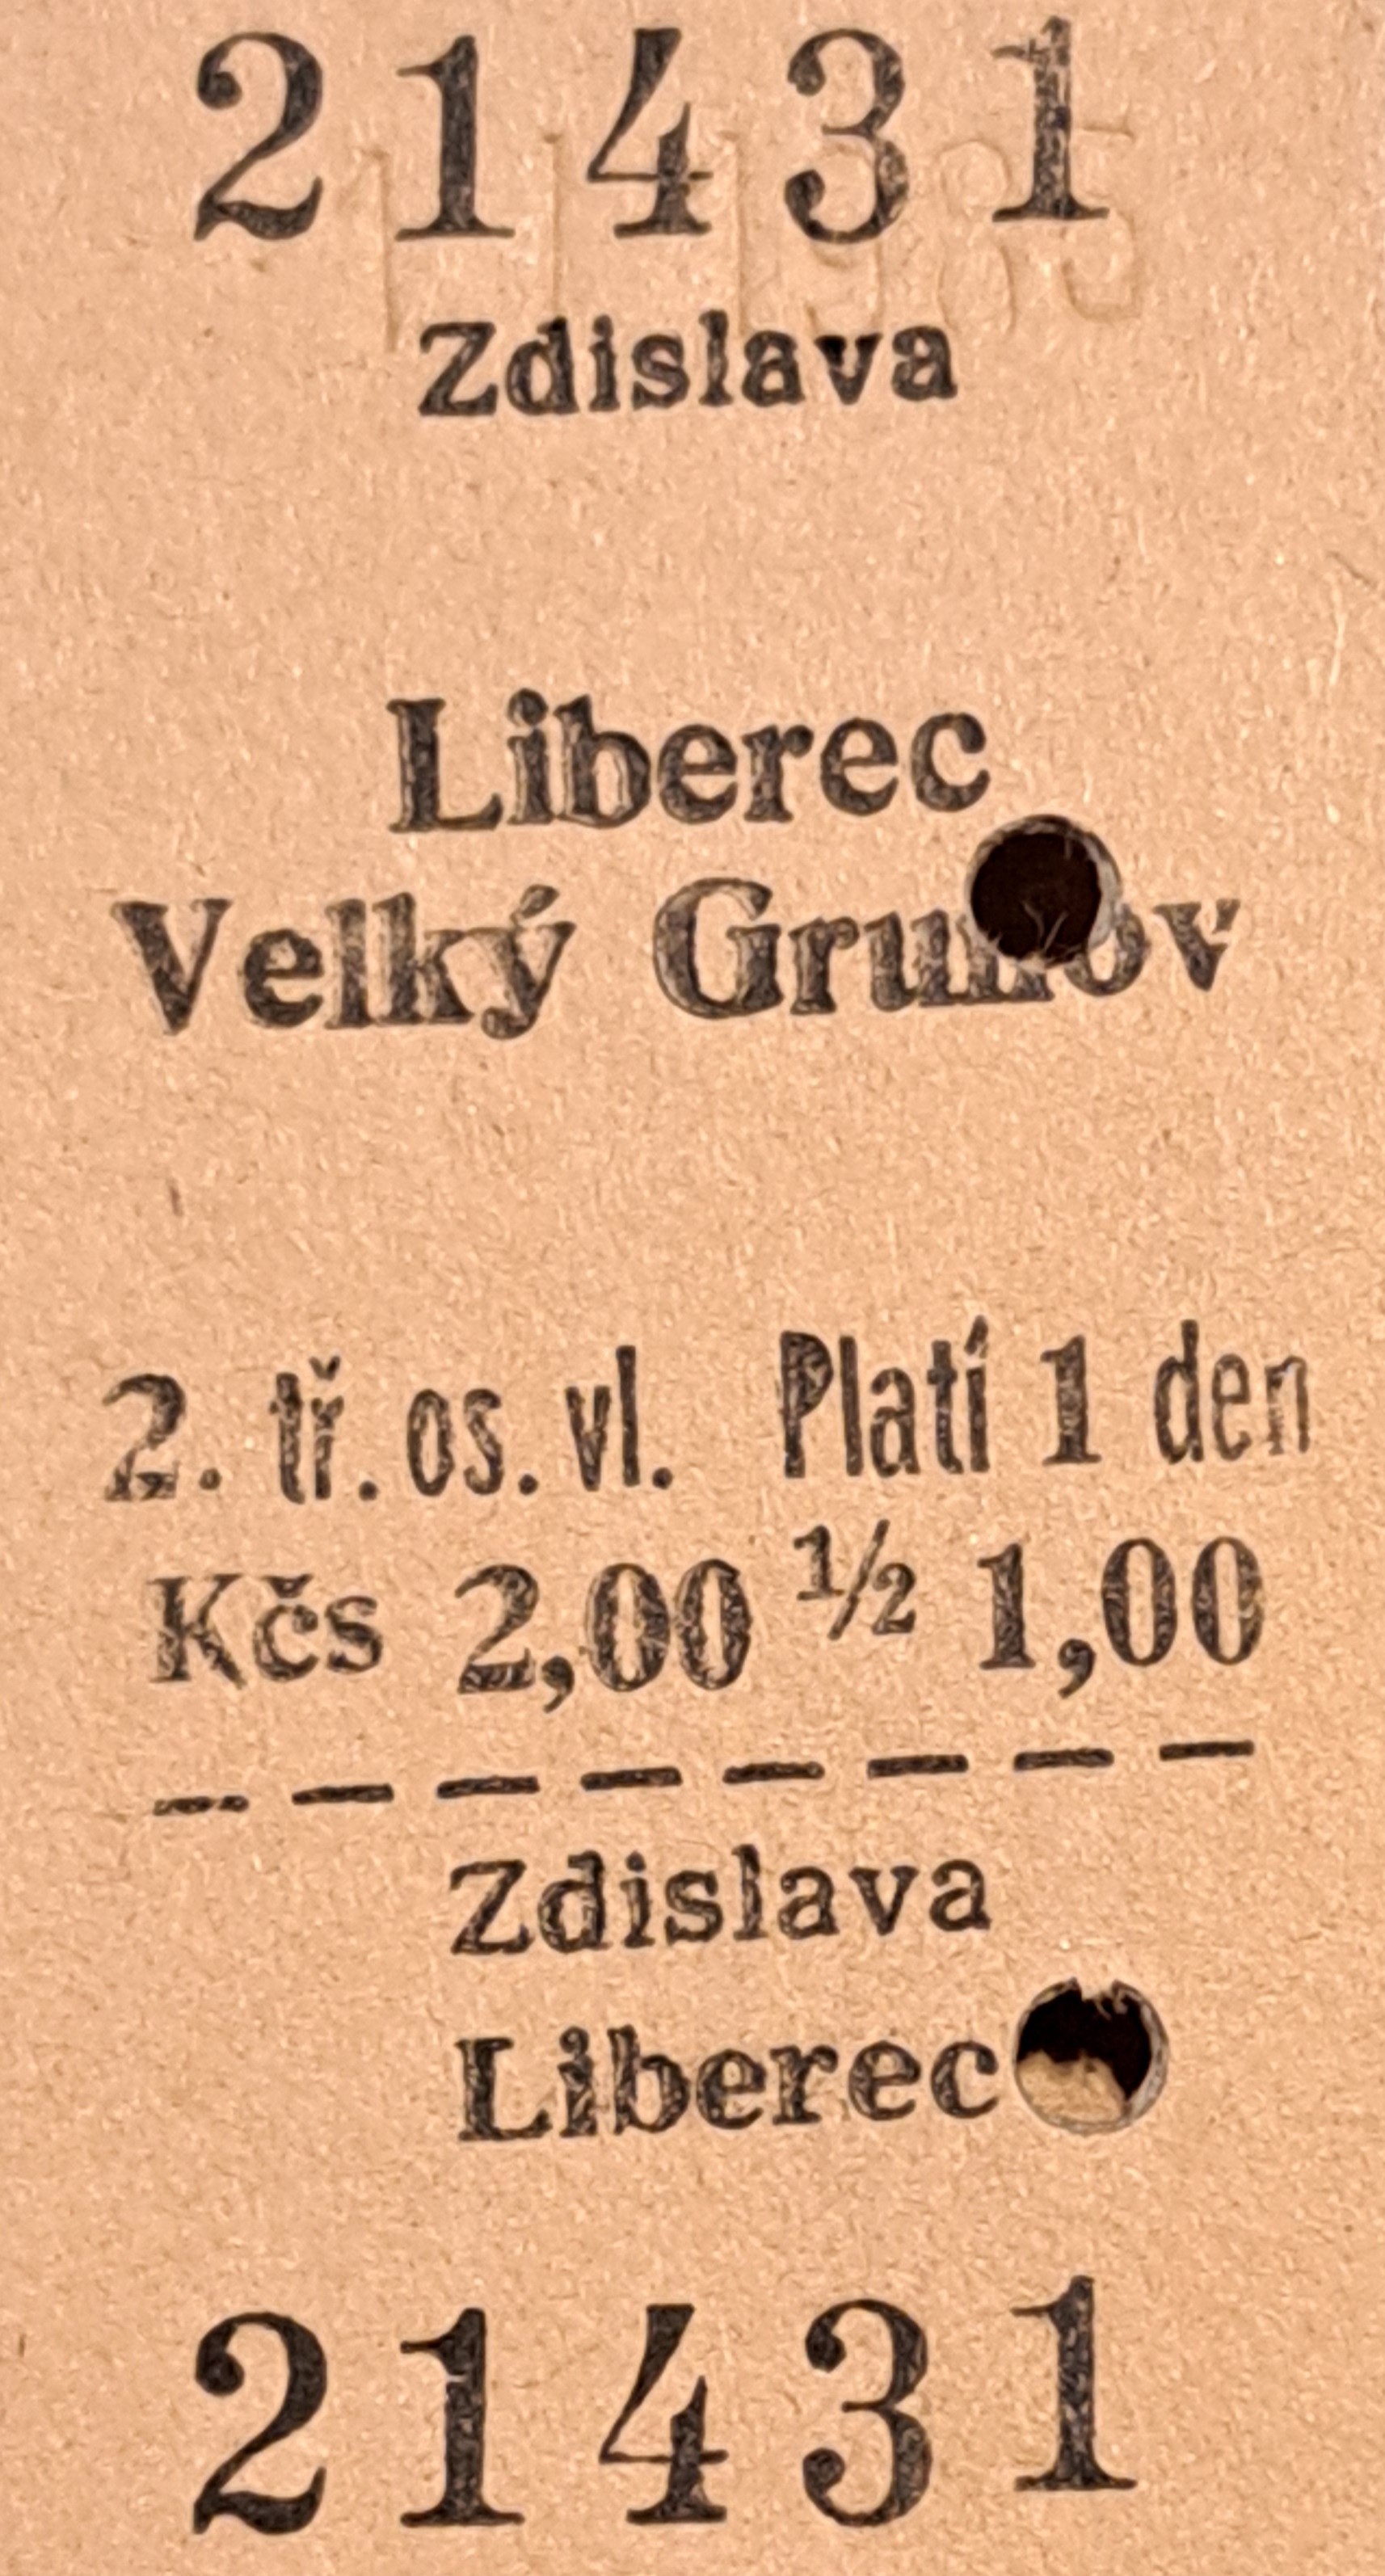 21431
Zdislava
Liberec
Velký
2. tř. os. vl. Platí 1 den
Kčs 2,00 ½ 1,00
Zdislava
Liberec
21431